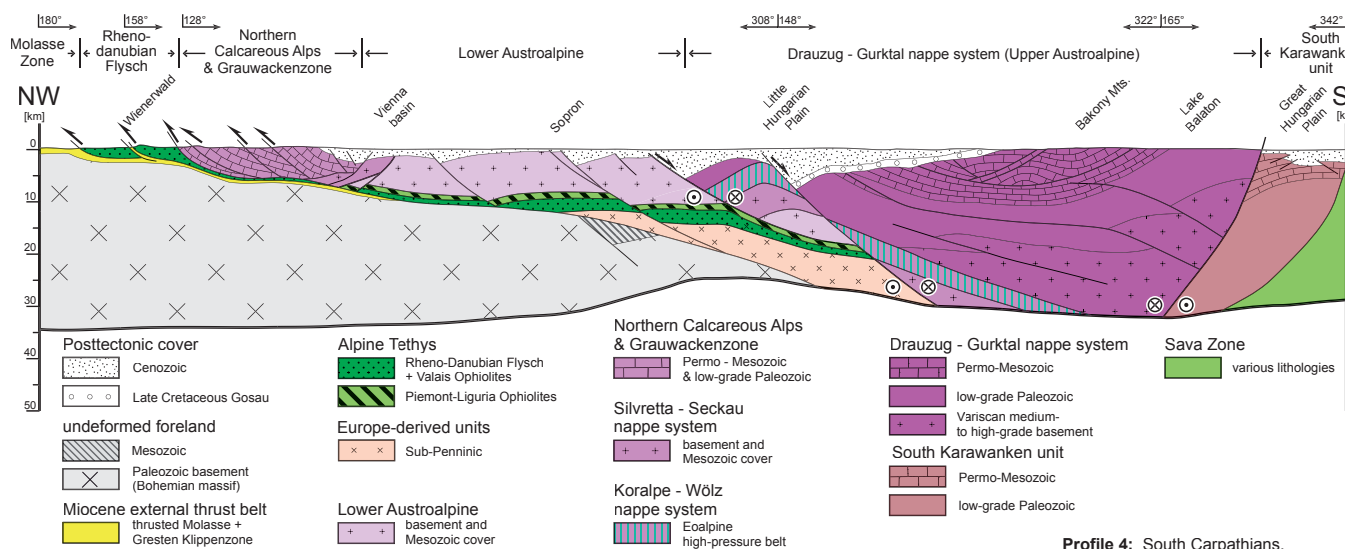 180°
158°
128°
308° 148°
322° 165°
342°
Molasse
Zone
Rheno-
danubian
Flysch
Northern
Calcareous Alps
& Grauwackenzone
Lower Austroalpine
Drauzug - Gurktal nappe system (Upper Austroalpine)
South
Karawanken
unit
NW
[km]
Wienerwald
Vienna
basin
Sopron
Little
Hungarian
Plain
Bakony Mts.
Lake
Balaton
Great
Hungarian
Plain
0
10
20
30
40
50
Posttectonic cover
Cenozoic
Late Cretaceous Gosau
undeformed foreland
Mesozoic
Paleozoic basement
(Bohemian massif)
Miocene external thrust belt
thrusted Molasse +
Gresten Klippenzone
Alpine Tethys
Rheno-Danubian Flysch
+ Valais Ophiolites
Piemont-Liguria Ophiolites
Europe-derived units
Sub-Penninic
Lower Austroalpine
basement and
Mesozoic cover
Northern Calcareous Alps
& Grauwackenzone
Permo - Mesozoic
& low-grade Paleozoic
Silvretta - Seckau
nappe system
basement and
Mesozoic cover
Koralpe - Wölz
nappe system
Eoalpine
high-pressure belt
Drauzug - Gurktal nappe system
Permo-Mesozoic
low-grade Paleozoic
Variscan medium-
to high-grade basement
South Karawanken unit
Permo-Mesozoic
low-grade Paleozoic
Sava Zone
various lithologies
Profile 4: South Carpathians,